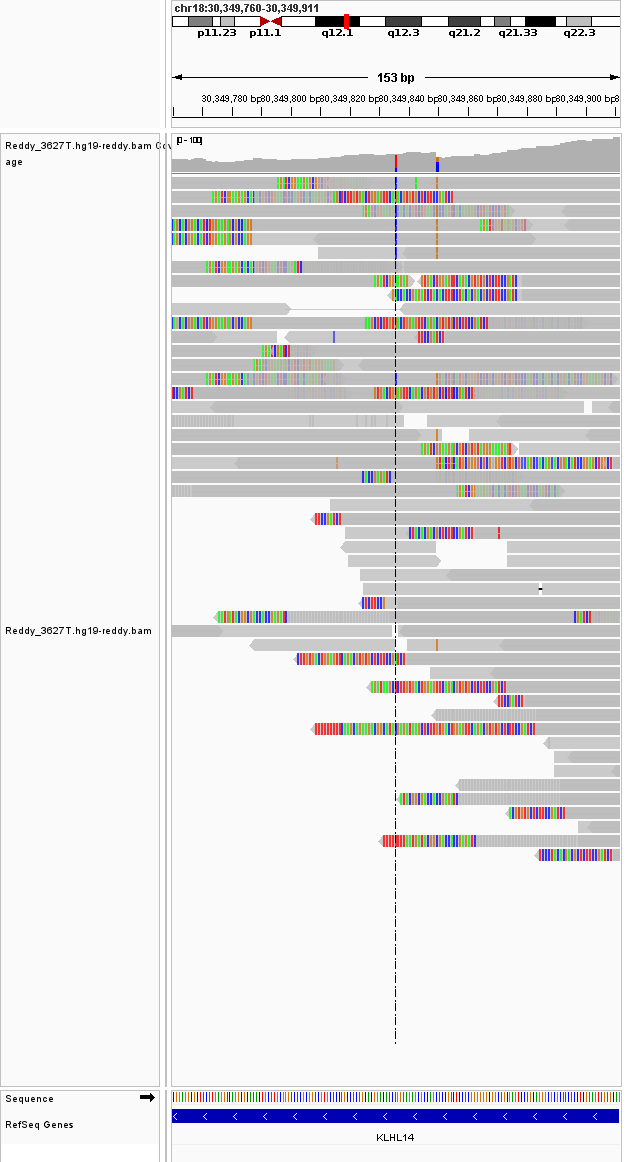 chr18:30,349,760-30,349,911
p11.23 p11.1 q12.1 q12.3 q21.2 q21.33 q22.3
153 bp
30,349,780 bp 30,349,800 bp 30,349,820 bp 30,349,840 bp 30,349,860 bp 30,349,880 bp 30,349,900 bp
Reddy_3627T.hg19-reddy.bam Cov
age
[0 - 100]
Reddy_3627T.hg19-reddy.bam
Sequence
RefSeq Genes
KLHL14